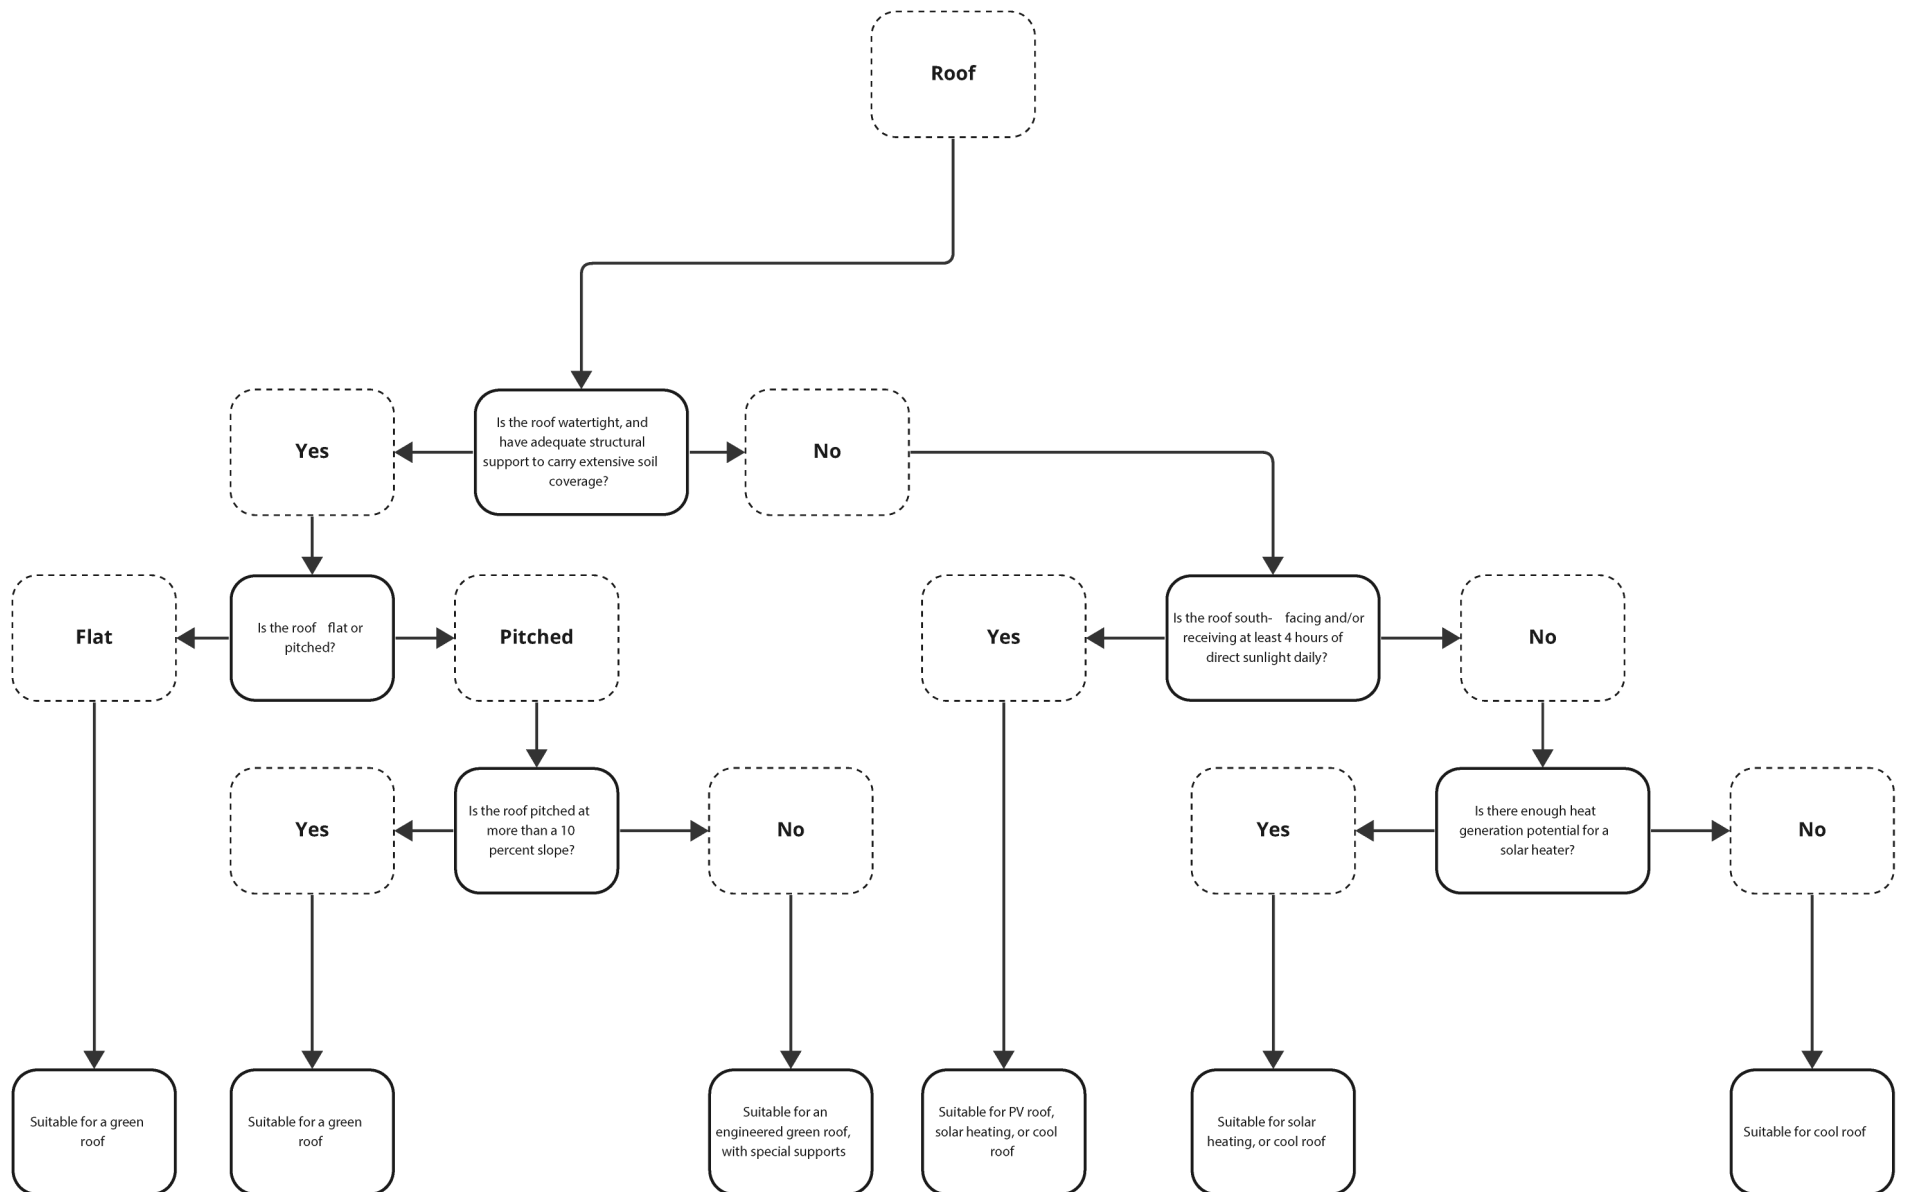 Roof
Yes
Is the roof watertight, and
have adequate structural
support to carry extensive soil
coverage?
No
Flat
Is the roof flat or
pitched?
Pitched
Yes
Is the roof south- facing and/or
receiving at least 4 hours of
direct sunlight daily?
No
Yes
Is the roof pitched at
more than a 10
percent slope?
No
Yes
Is there enough heat
generation potential for a
solar heater?
No
Suitable for a green
roof
Suitable for a green
roof
Suitable for an
engineered green roof,
with special supports
Suitable for PV roof,
solar heating, or cool
roof
Suitable for solar
heating, or cool roof
Suitable for cool roof